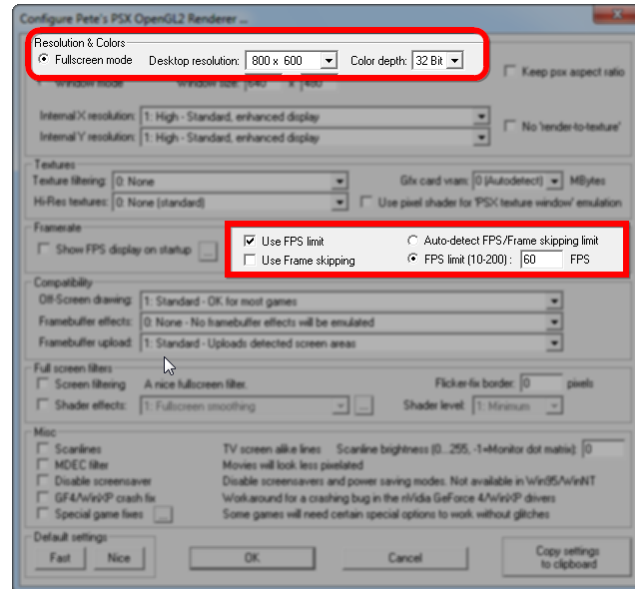 Configure Pete's PSX OpenGL2 Renderer ...
Resolution & Colors
Fullscreen mode Desktop resolution: 800 x 600 Color depth: 32 Bit
Window mode Window size: 640 x 480
Keep psx aspect ratio
Internal X resolution: 1: High - Standard, enhanced display
Internal Y resolution: 1: High - Standard, enhanced display
No 'render-to-texture'
Textures
Texture filtering: 0: None Gfx card vram: 0 (Autodetect) MBytes
Hi-Res textures: 0: None (standard) Use pixel shader for 'PSX texture window' emulation
Framerate
Show FPS display on startup ...
Use FPS limit Auto-detect FPS/Frame skipping limit
Use Frame skipping FPS limit (10-200) : 60 FPS
Compatibility
Off-Screen drawing: 1: Standard - OK for most games
Framebuffer effects: 0: None - No framebuffer effects will be emulated
Framebuffer upload: 1: Standard - Uploads detected screen areas
Full screen filters
Screen filtering A nice fullscreen filter. Flicker-fix border: 0 pixels
Shader effects: 1: Fullscreen smoothing ... Shader level: 1: Minimum
Misc
Scanlines TV screen alike lines Scanline brightness (0...255, -1=Monitor dot matrix): 0
MDEC filter Movies will look less pixelated
Disable screensaver Disable screensavers and power saving modes. Not available in Win95/WinNT
GF4/WinXP crash fix Workaround for a crashing bug in the nVidia GeForce 4/WinXP drivers
Special game fixes ... Some games will need certain special options to work without glitches
Default settings
Fast Nice OK Cancel Copy settings
to clipboard